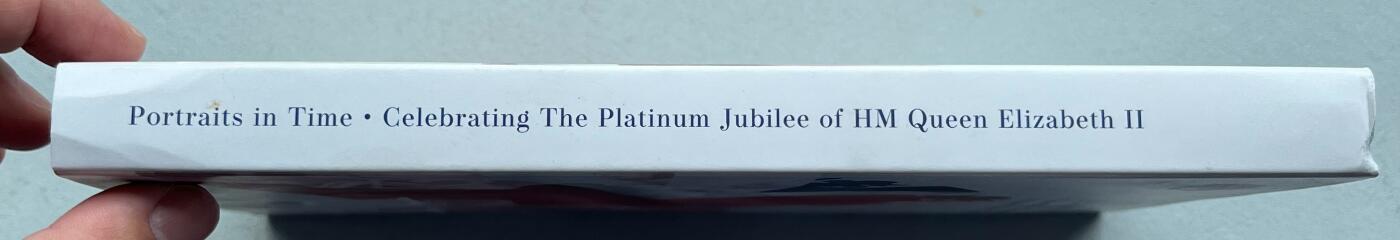 Portraits in Time • Celebrating The Platinum Jubilee of HM Queen Elizabeth II